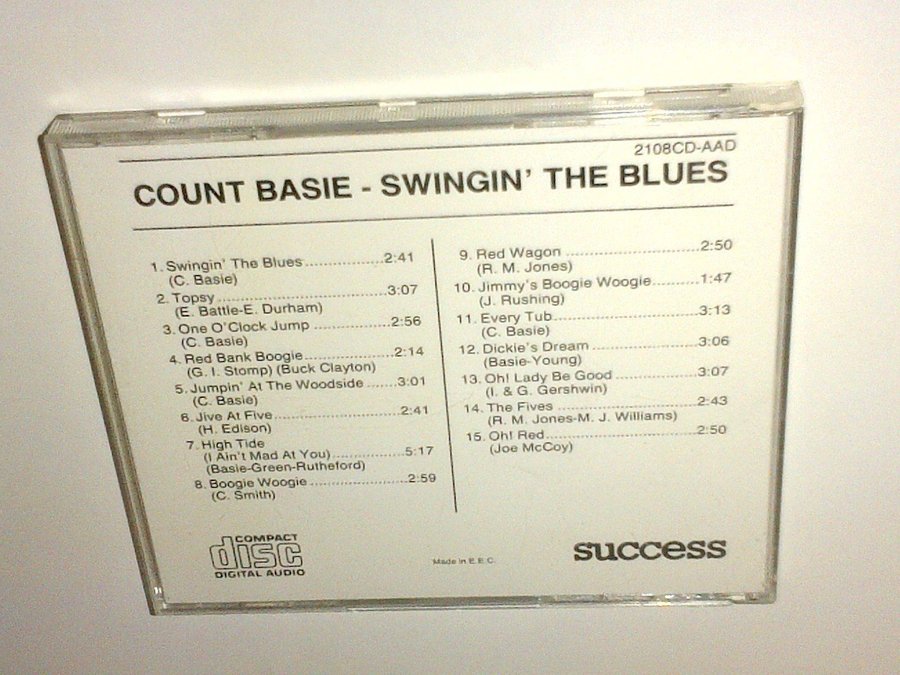 2108CD-AAD
COUNT BASIE - SWINGIN' THE BLUES
1. Swingin' The Blues..................2:41
(C. Basie)
2. Topsy.......................................3:07
(E. Battle-E. Durham)
3. One O'Clock Jump ..................2:56
(C. Basie)
4. Red Bank Boogie....................2:14
(G. I. Stomp) (Buck Clayton)
5. Jumpin' At The Woodside .......3:01
(C. Basie)
6. Jive At Five.............................2:41
(H. Edison)
7. High Tide
(I Ain't Mad At You)..................5:17
(Basie-Green-Rutheford)
8. Boogie Woogie.......................2:59
(C. Smith)
9. Red Wagon ..............................2:50
(R. M. Jones)
10. Jimmy's Boogie Woogie...........1:47
(J. Rushing)
11. Every Tub.................................3:13
(C. Basie)
12. Dickie's Dream ........................3:06
(Basie-Young)
13. Oh! Lady Be Good ...................3:07
(I. & G. Gershwin)
14. The Fives ................................2:43
(R. M. Jones-M. J. Williams)
15. Oh! Red...................................2:50
(Joe McCoy)
COMPACT
disc
DIGITAL AUDIO
Made in E.E.C.
success